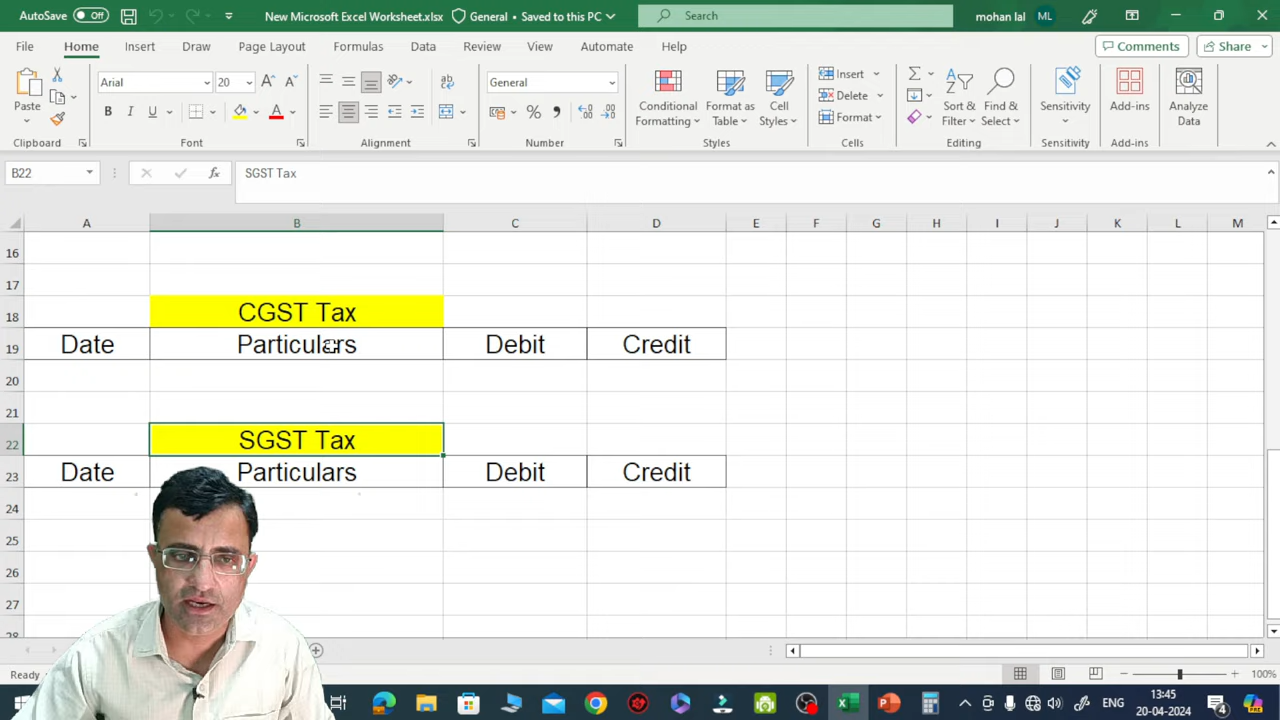 AutoSave Off New Microsoft Excel Worksheet.xlsx General • Saved to this PC Search mohan lal ML
File Home Insert Draw Page Layout Formulas Data Review View Automate Help Comments Share
Arial 20 General Insert
Paste B U % Delete Format
Conditional Formatting Format as Table Cell Styles Sort & Filter Find & Select Sensitivity Add-ins Analyze Data
Clipboard Font Alignment Number Styles Cells Editing Sensitivity Add-ins
B22 fx SGST Tax
A B C D E F G H I J K L M
16
17
18 CGST Tax
19 Date Particulars Debit Credit
20
21
22 SGST Tax
23 Date Particulars Debit Credit
24
25
26
27
28
Ready 100%
ENG 13:45
20-04-2024 4